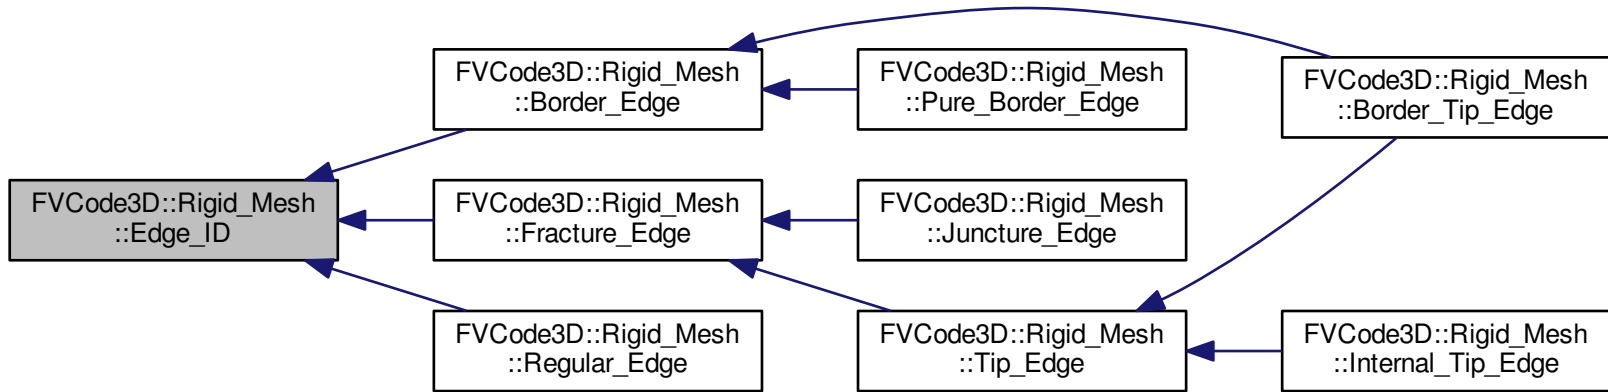 FVCode3D::Rigid_Mesh
::Edge_ID
FVCode3D::Rigid_Mesh
::Border_Edge
FVCode3D::Rigid_Mesh
::Fracture_Edge
FVCode3D::Rigid_Mesh
::Regular_Edge
FVCode3D::Rigid_Mesh
::Pure_Border_Edge
FVCode3D::Rigid_Mesh
::Juncture_Edge
FVCode3D::Rigid_Mesh
::Tip_Edge
FVCode3D::Rigid_Mesh
::Border_Tip_Edge
FVCode3D::Rigid_Mesh
::Internal_Tip_Edge